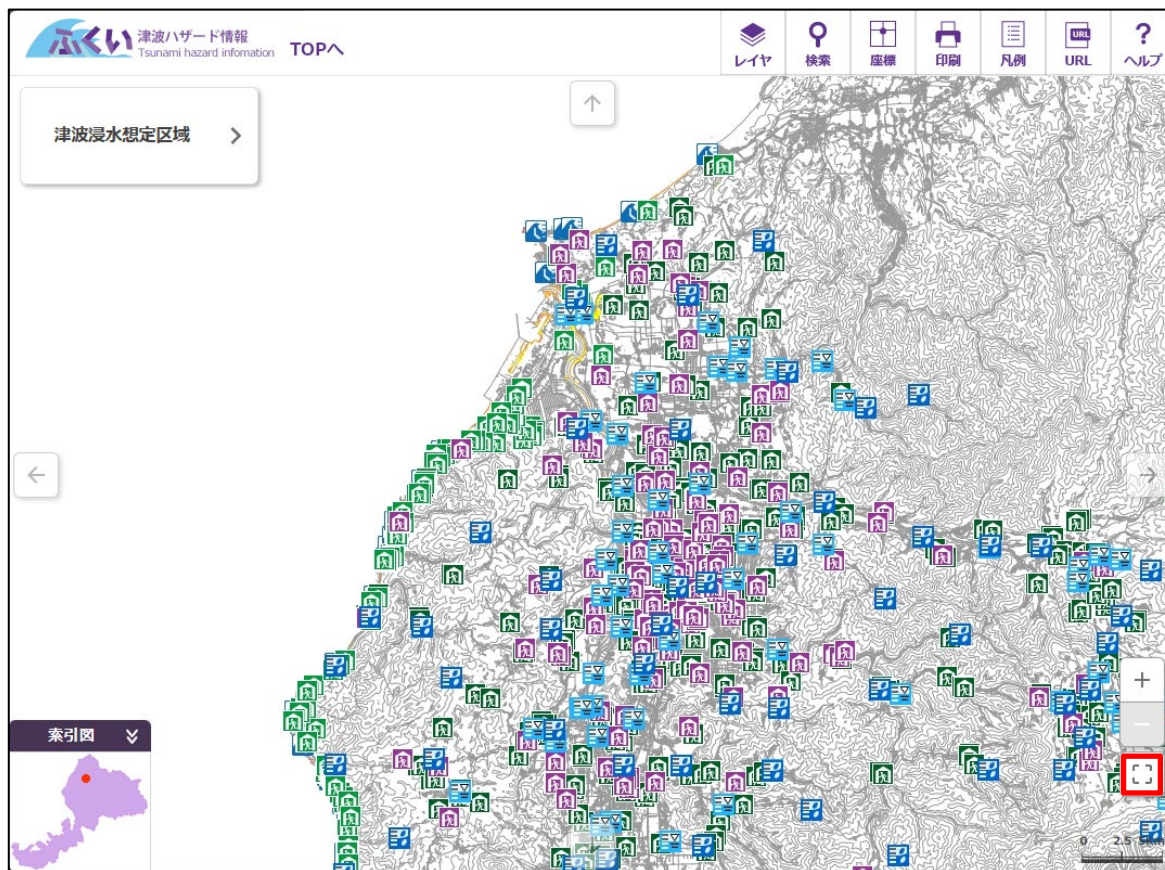 ふくい 津波ハザード情報
Tsunami hazard infomation
TOPへ
レイヤ
検索
座標
印刷
凡例
URL
URL
?
ヘルプ
津波浸水想定区域
索引図
0 2.5